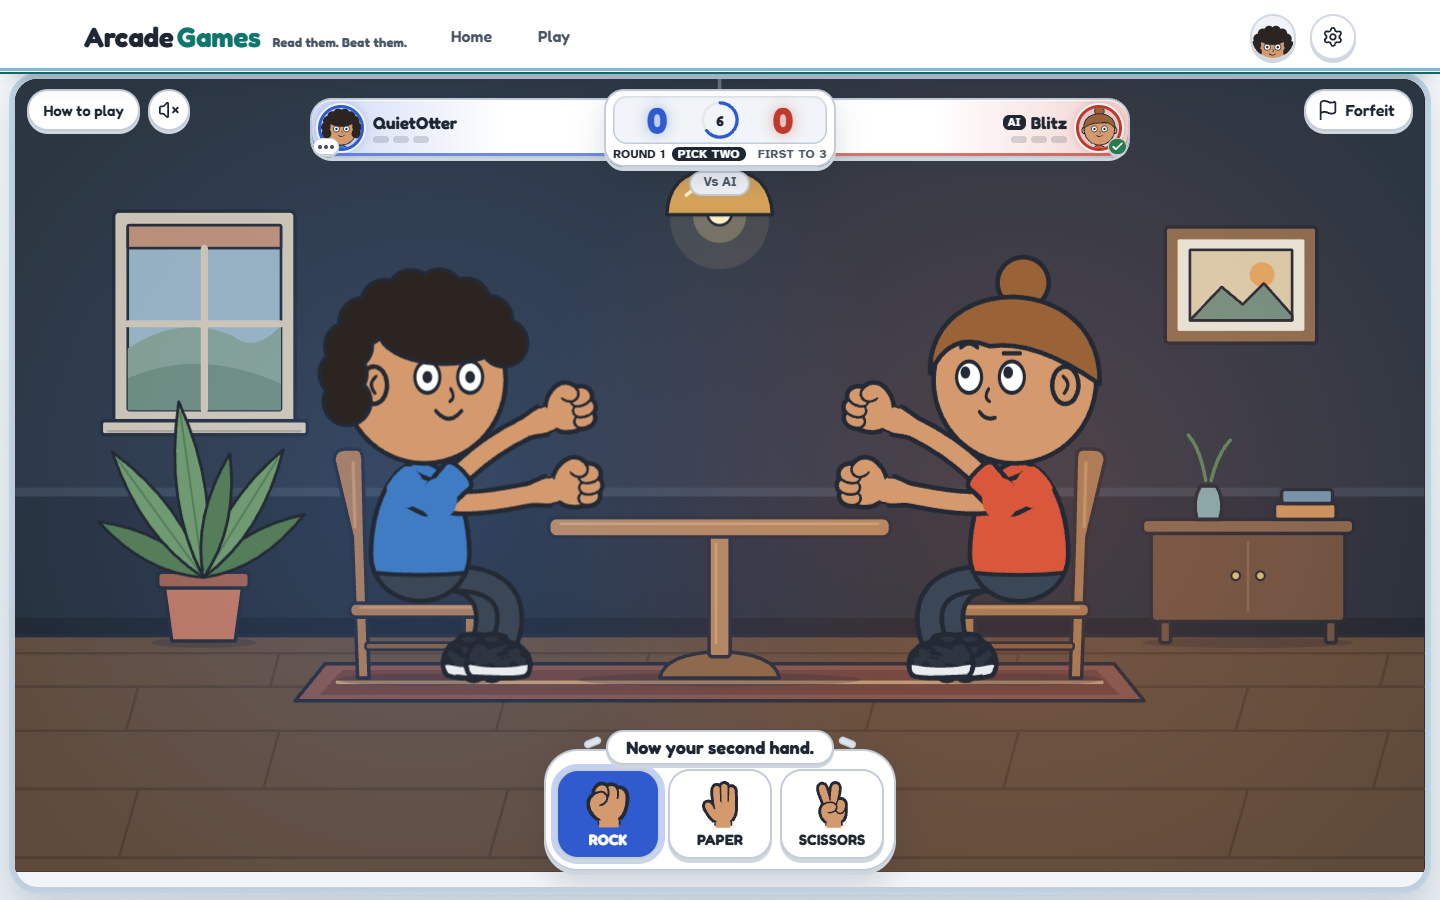 Arcade Games Read them. Beat them. Home Play
How to play
QuietOtter
0 6 0
ROUND 1 PICK TWO FIRST TO 3
AI Blitz
Forfeit
Vs AI
Now your second hand.
ROCK PAPER SCISSORS